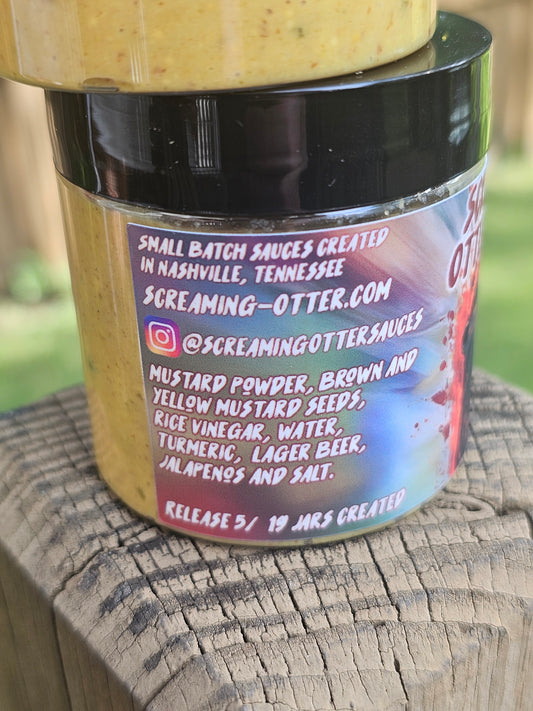 SMALL BATCH SAUCES CREATED
IN NASHVILLE, TENNESSEE
SCREAMING-OTTER.COM
@SCREAMINGOTTERSAUCES
MUSTARD POWDER, BROWN AND
YELLOW MUSTARD SEEDS,
RICE VINEGAR, WATER,
TURMERIC, LAGER BEER,
JALAPENOS AND SALT.
RELEASE 5/ 19 JARS CREATED